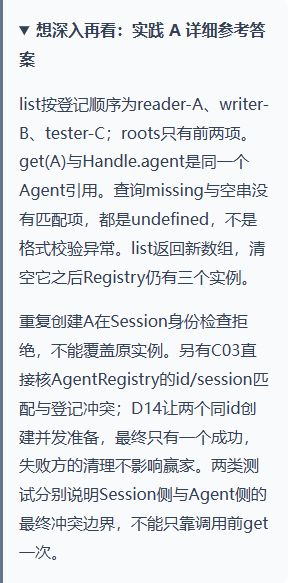 ▼ 想深入再看：实践 A 详细参考答
案
list按登记顺序为reader-A、writer-
B、tester-C；roots只有前两项。
get(A)与Handle.agent是同一个
Agent引用。查询missing与空串没
有匹配项，都是undefined，不是
格式校验异常。list返回新数组，清
空它之后Registry仍有三个实例。
重复创建A在Session身份检查拒
绝，不能覆盖原实例。另有C03直
接核AgentRegistry的id/session匹
配与登记冲突；D14让两个同id创
建并发准备，最终只有一个成功，
失败方的清理不影响赢家。两类测
试分别说明Session侧与Agent侧的
最终冲突边界，不能只靠调用前get
一次。